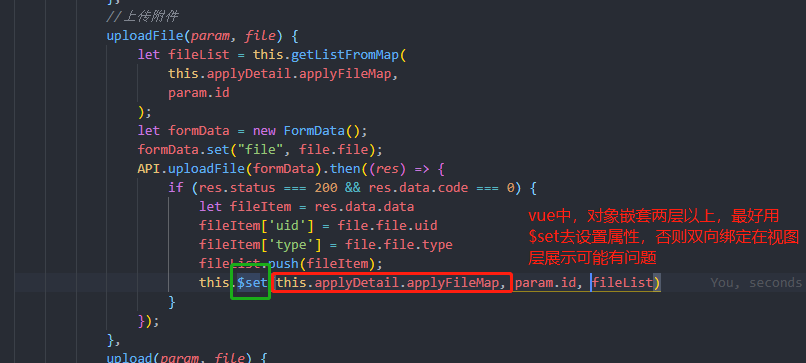 //上传附件
uploadFile(param, file) {
let fileList = this.getListFromMap(
this.applyDetail.applyFileMap,
param.id
);
let formData = new FormData();
formData.set("file", file.file);
API.uploadFile(formData).then((res) => {
if (res.status === 200 && res.data.code === 0) {
let fileItem = res.data.data
fileItem['uid'] = file.file.uid
fileItem['type'] = file.file.type
fileList.push(fileItem);
this.$set(this.applyDetail.applyFileMap, param.id, fileList)
You, seconds
}
});
},
upload(param, file) {
vue中，对象嵌套两层以上，最好用
$set去设置属性，否则双向绑定在视图
层展示可能有问题